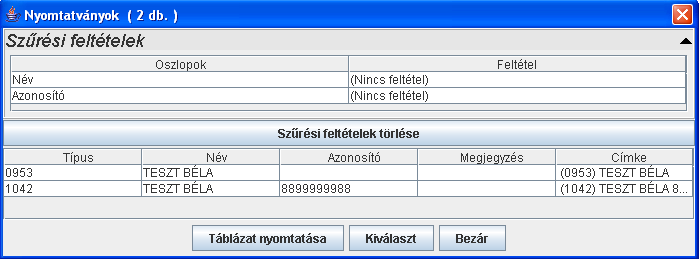 Nyomtatványok ( 2 db. )
Szűrési feltételek
Oszlopok Feltétel
Név (Nincs feltétel)
Azonosító (Nincs feltétel)
Szűrési feltételek törlése
Típus Név Azonosító Megjegyzés Címke
0953 TESZT BÉLA (0953) TESZT BÉLA
1042 TESZT BÉLA 8899999988 (1042) TESZT BÉLA 8...
Táblázat nyomtatása Kiválaszt Bezár